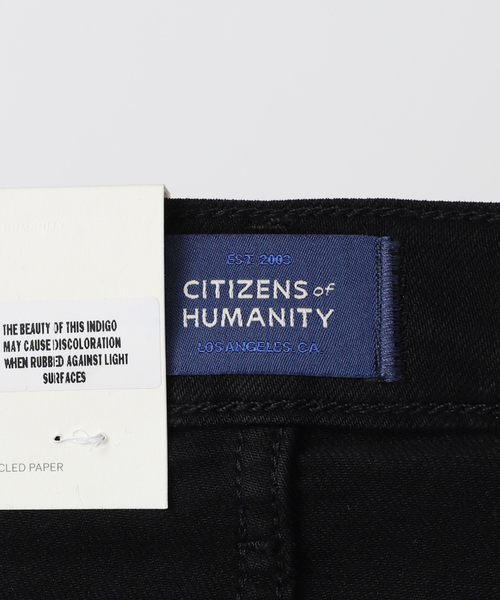 EST 2003
CITIZENS of
HUMANITY
LOS ANGELES, CA
THE BEAUTY OF THIS INDIGO
MAY CAUSE DISCOLORATION
WHEN RUBBED AGAINST LIGHT
SURFACES
CLED PAPER